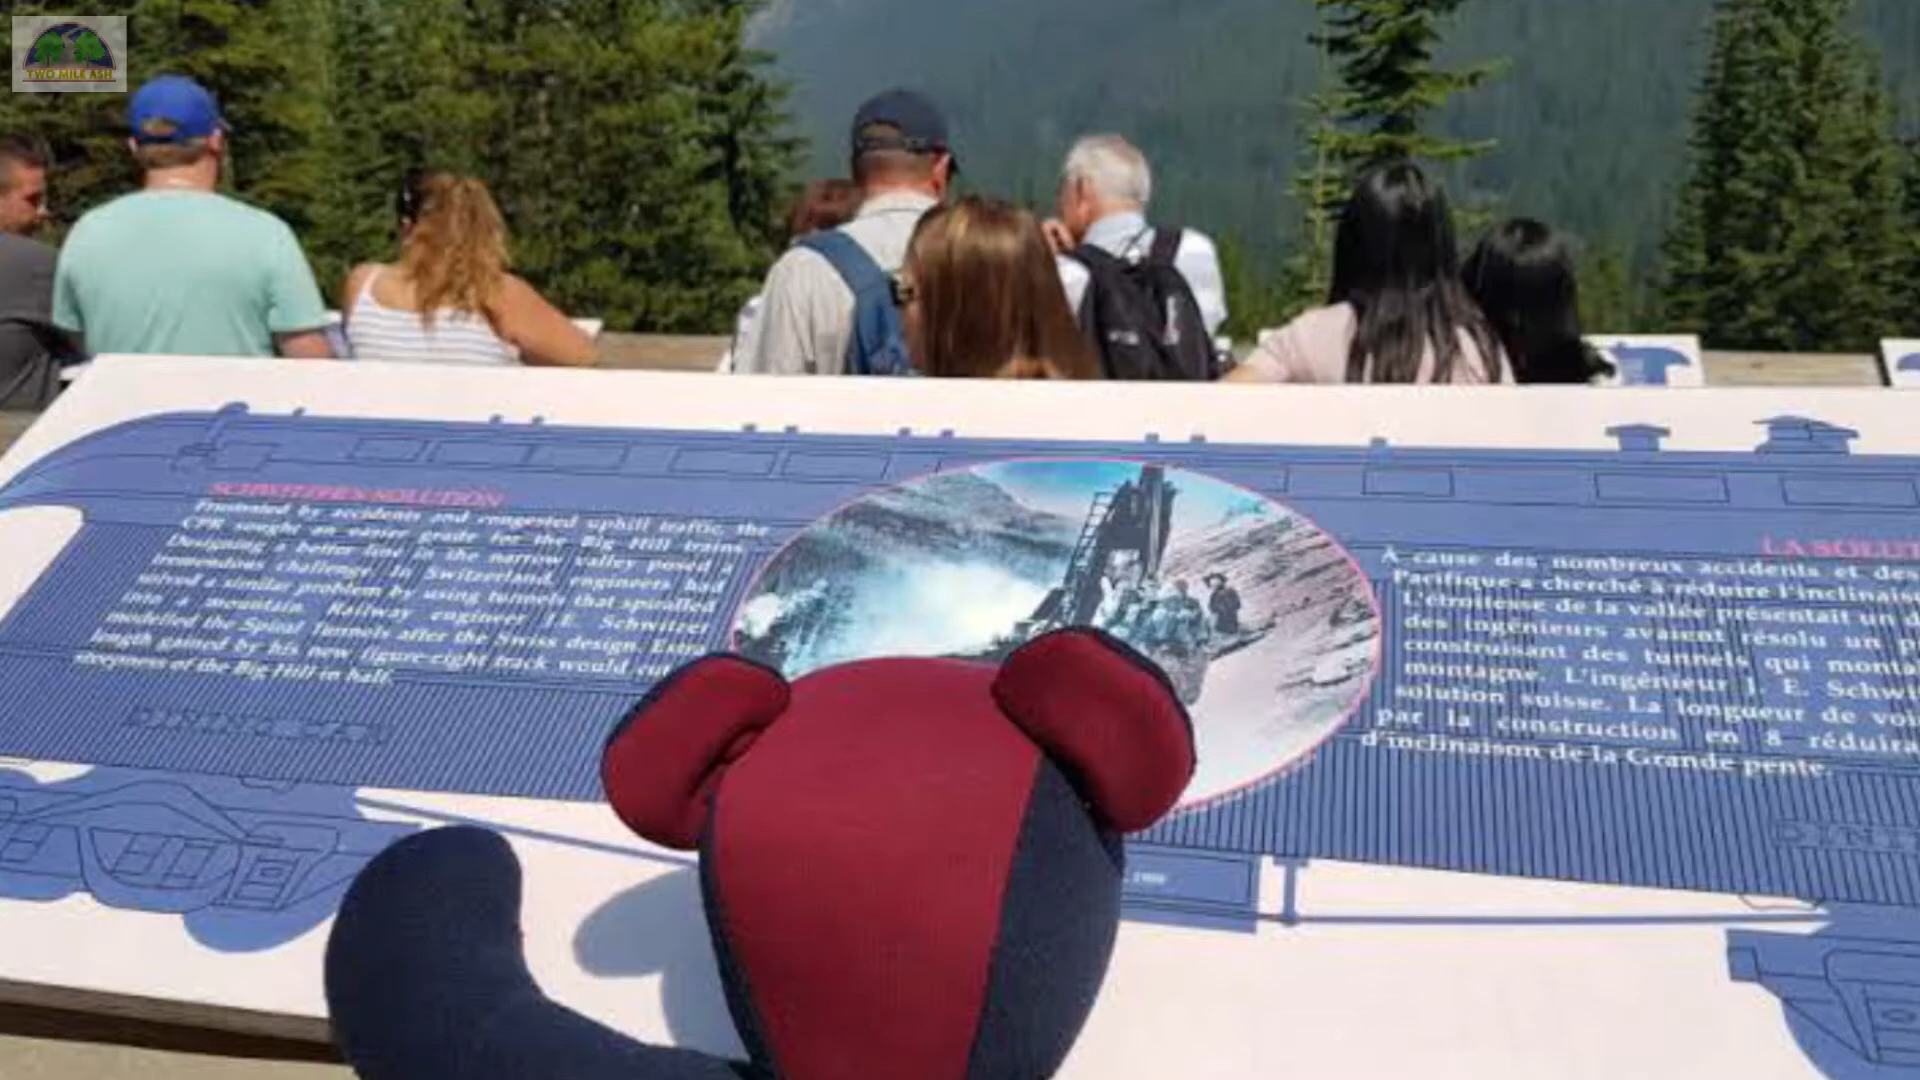 TWO MILE ASH
SCHWITZER'S SOLUTION
Frustrated by accidents and congested uphill traffic, the
CPR sought an easier grade for the Big Hill trains.
Designing a better line in the narrow valley posed a
tremendous challenge. In Switzerland, engineers had
solved a similar problem by using tunnels that spiralled
into a mountain. Railway engineer J.E. Schwitzer
modelled the Spiral Tunnels after the Swiss design. Extra
length gained by his new figure-eight track would cut
steepness of the Big Hill in half.
LA SOLUT
À cause des nombreux accidents et des
Pacifique a cherché à réduire l'inclinais
L'étroitesse de la vallée présentait un d
des ingénieurs avaient résolu un p
construisant des tunnels qui monta
montagne. L'ingénieur J. E. Schwi
solution suisse. La longueur de voi
par la construction en 8 réduira
d'inclinaison de la Grande pente.